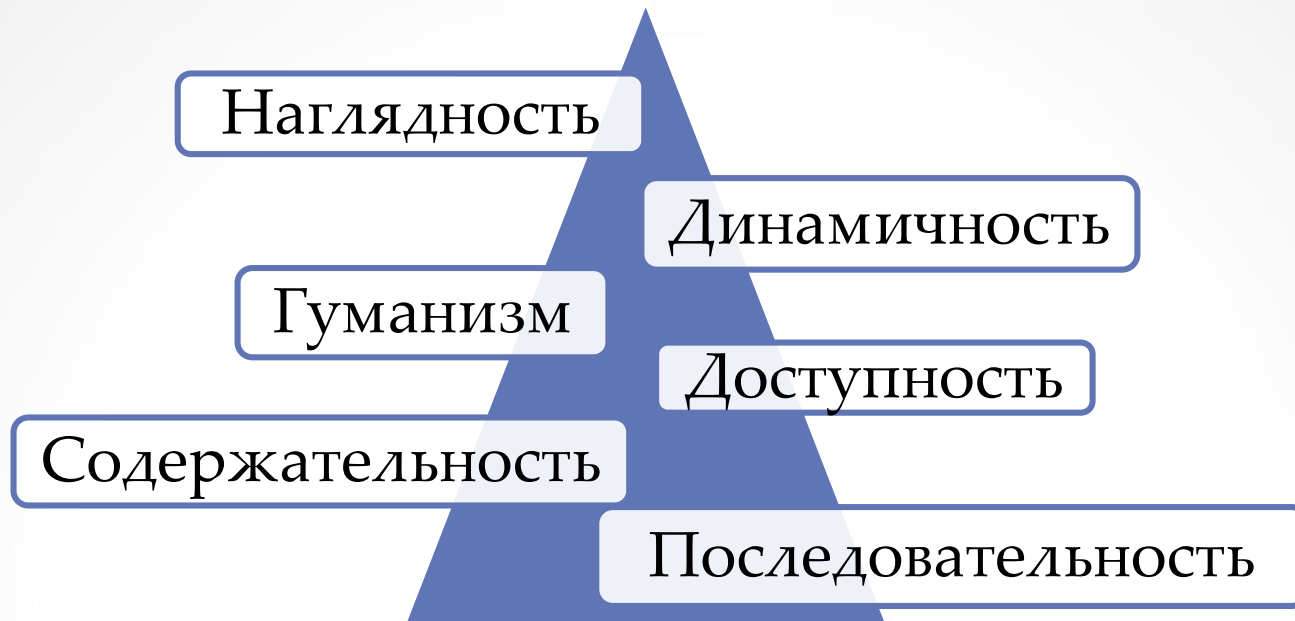 Наглядность
Динамичность
Гуманизм
Доступность
Содержательность
Последовательность